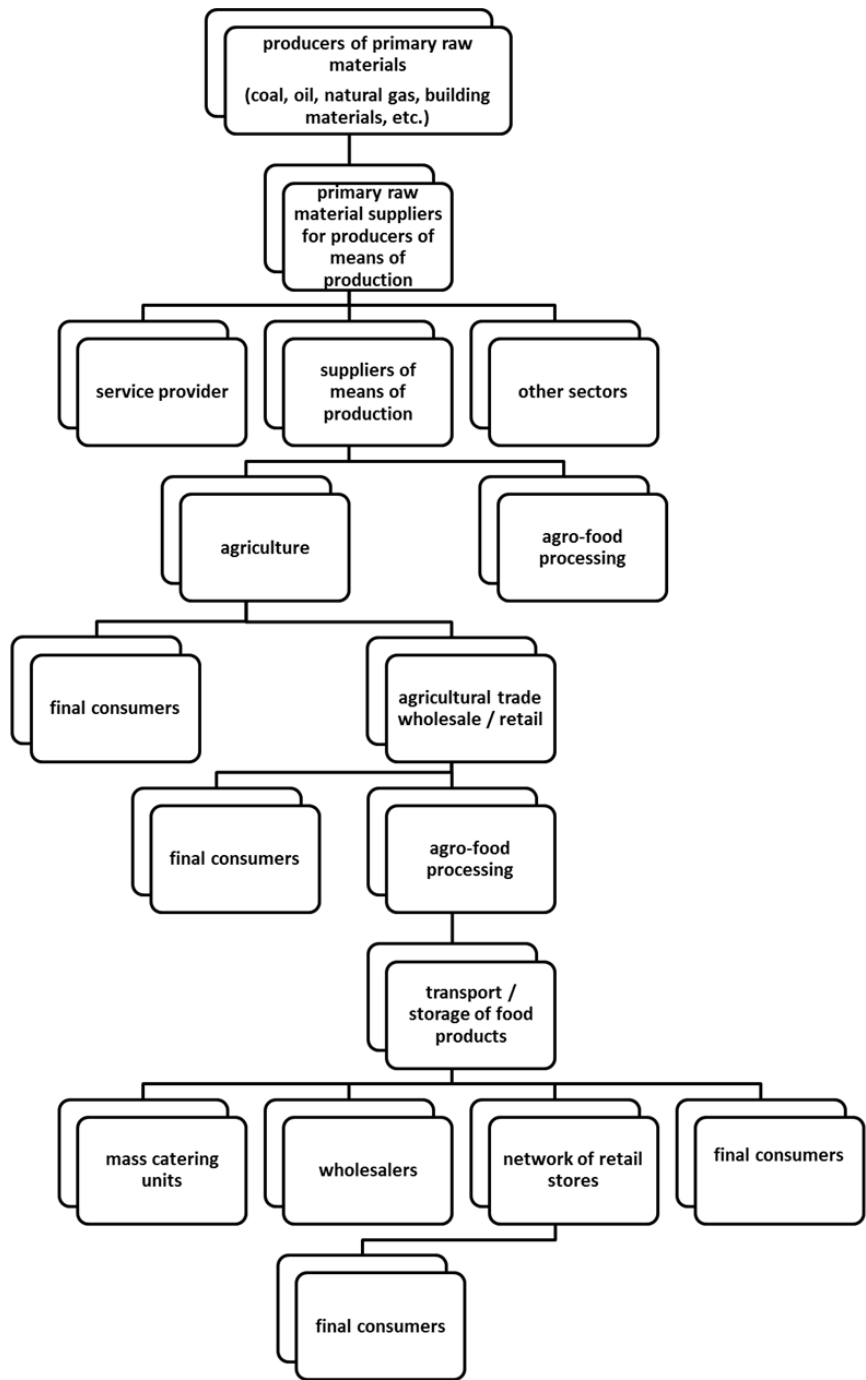 producers of primary raw
materials
(coal, oil, natural gas, building
materials, etc.)
primary raw
material suppliers
for producers of
means of
production
service provider
suppliers of
means of
production
other sectors
agriculture
agro-food
processing
final consumers
agricultural trade
wholesale / retail
final consumers
agro-food
processing
transport /
storage of food
products
mass catering
units
wholesalers
network of retail
stores
final consumers
final consumers